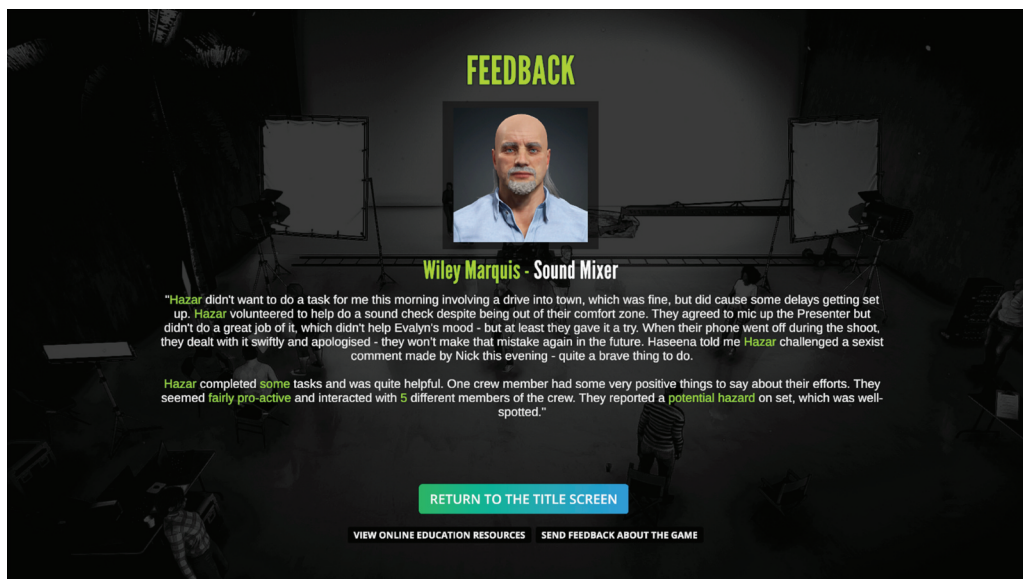 FEEDBACK
Wiley Marquis - Sound Mixer
"Hazar didn't want to do a task for me this morning involving a drive into town, which was fine, but did cause some delays getting set
up. Hazar volunteered to help do a sound check despite being out of their comfort zone. They agreed to mic up the Presenter but
didn't do a great job of it, which didn't help Evalyn's mood - but at least they gave it a try. When their phone went off during the shoot,
they dealt with it swiftly and apologised - they won't make that mistake again in the future. Haseena told me Hazar challenged a sexist
comment made by Nick this evening - quite a brave thing to do.
Hazar completed some tasks and was quite helpful. One crew member had some very positive things to say about their efforts. They
seemed fairly pro-active and interacted with 5 different members of the crew. They reported a potential hazard on set, which was well-
spotted."
RETURN TO THE TITLE SCREEN
VIEW ONLINE EDUCATION RESOURCES SEND FEEDBACK ABOUT THE GAME